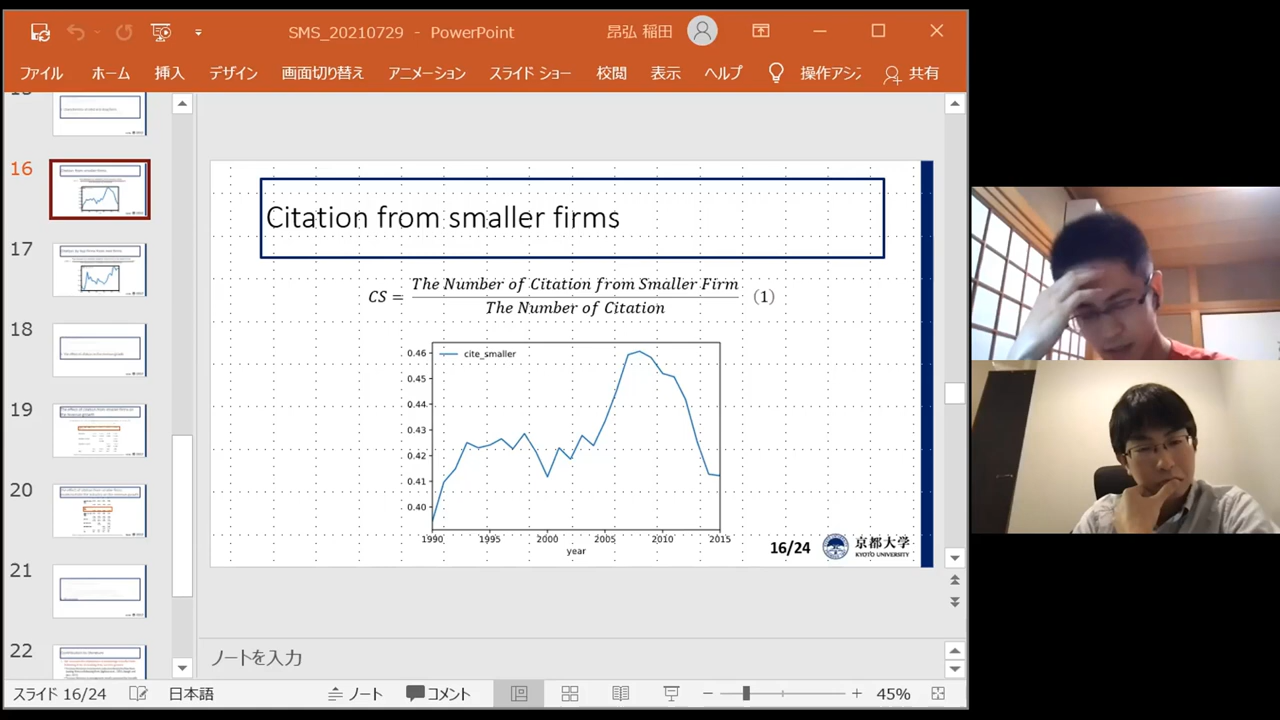 SMS_20210729 - PowerPoint
昂弘 稲田
ファイル ホーム 挿入 デザイン 画面切り替え アニメーション スライド ショー 校閲 表示 ヘルプ 操作アシ 共有
16
17
18
19
20
21
22
Citation from smaller firms
CS = The Number of Citation from Smaller Firm / The Number of Citation (1)
cite_smaller
0.46
0.45
0.44
0.43
0.42
0.41
0.40
1990 1995 2000 2005 2010 2015
year
16/24
京都大学
KYOTO UNIVERSITY
ノートを入力
スライド 16/24 日本語 ノート コメント 45%